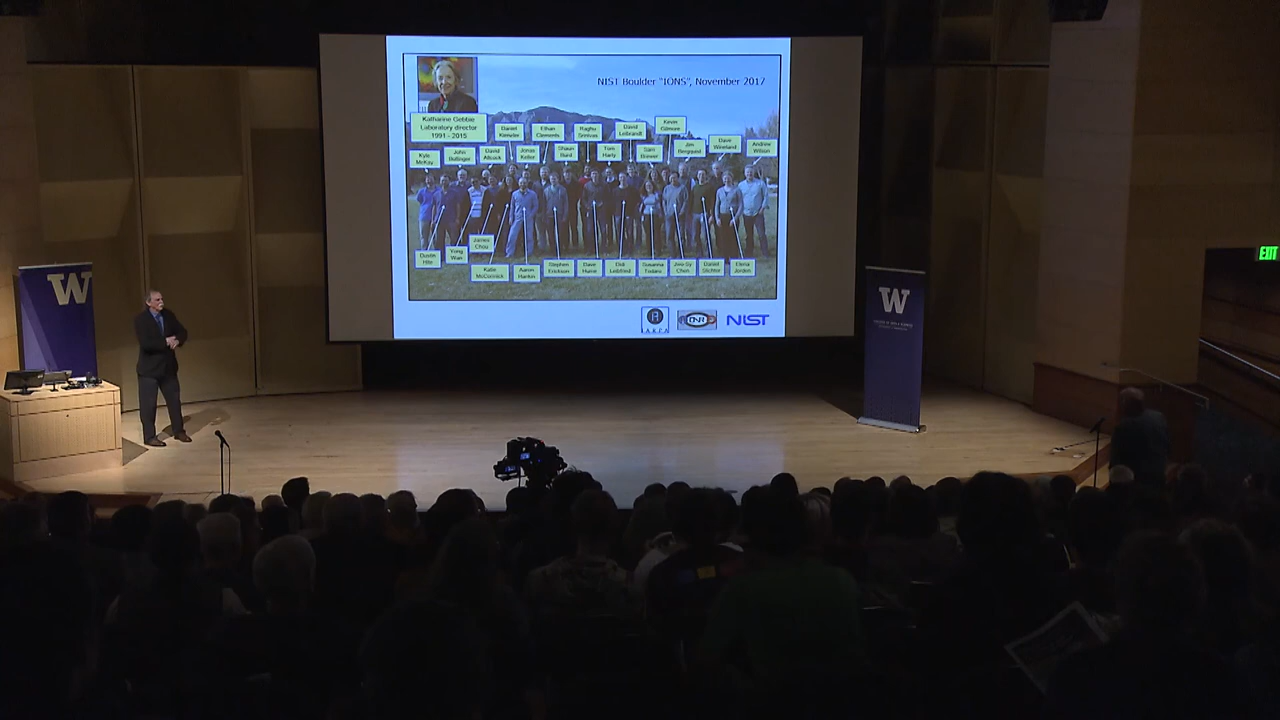 NIST Boulder "IONS", November 2017
Katharine Gebbie
Laboratory director
1991 - 2015
Daniel
Kienzler
Ethan
Clements
Raghu
Srinivas
David
Leibrandt
Kevin
Gilmore
Kyle
McKay
John
Bollinger
David
Allcock
Jonas
Keller
Shaun
Burd
Tom
Harty
Sam
Brewer
Jim
Bergquist
Dave
Wineland
Andrew
Wilson
Dustin
Hite
Yong
Wan
James
Chou
Katie
McCormick
Aaron
Hankin
Stephen
Erickson
Dave
Hume
Didi
Leibfried
Susanna
Todaro
Jwo-Sy
Chen
Daniel
Slichter
Elena
Jordan
IARPA
ONR
NIST
W
W
EXIT